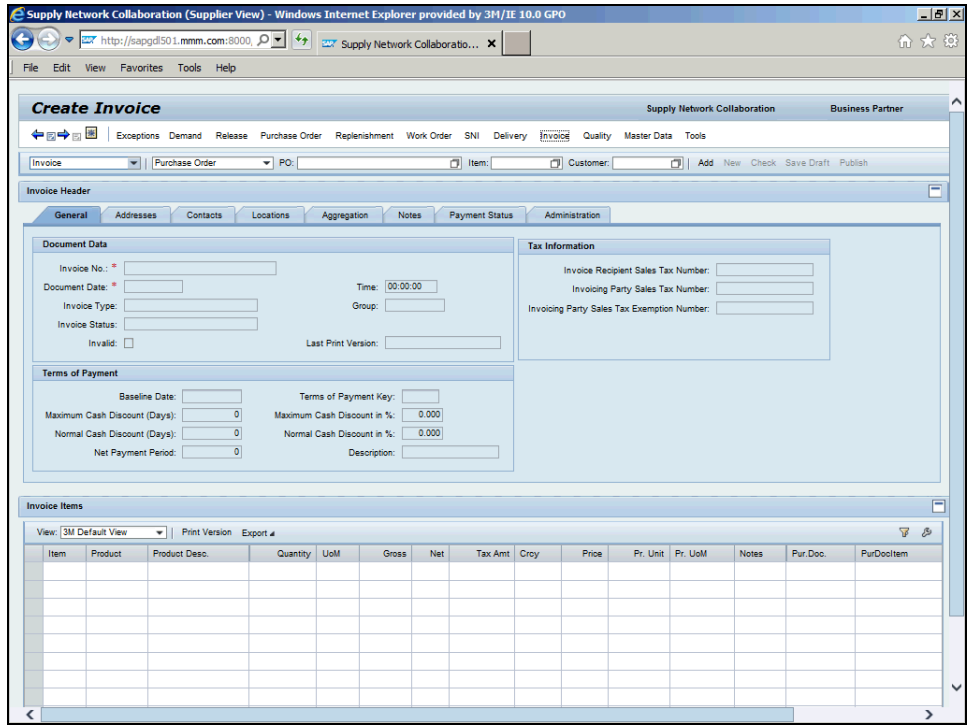 Supply Network Collaboration (Supplier View) - Windows Internet Explorer provided by 3M/IE 10.0 GPO
http://sapgdl501.mmm.com:8000, Supply Network Collaboratio...
File Edit View Favorites Tools Help
Create Invoice Supply Network Collaboration Business Partner
Exceptions Demand Release Purchase Order Replenishment Work Order SNI Delivery Invoice Quality Master Data Tools
Invoice Purchase Order PO: Item: Customer: Add New Check Save Draft Publish
Invoice Header
General Addresses Contacts Locations Aggregation Notes Payment Status Administration
Document Data
Invoice No.: *
Document Date: * Time: 00:00:00
Invoice Type: Group:
Invoice Status:
Invalid: Last Print Version:
Tax Information
Invoice Recipient Sales Tax Number:
Invoicing Party Sales Tax Number:
Invoicing Party Sales Tax Exemption Number:
Terms of Payment
Baseline Date: Terms of Payment Key:
Maximum Cash Discount (Days): 0 Maximum Cash Discount in %: 0.000
Normal Cash Discount (Days): 0 Normal Cash Discount in %: 0.000
Net Payment Period: 0 Description:
Invoice Items
View: 3M Default View Print Version Export
Item Product Product Desc. Quantity UoM Gross Net Tax Amt Crcy Price Pr. Unit Pr. UoM Notes Pur.Doc. PurDocItem